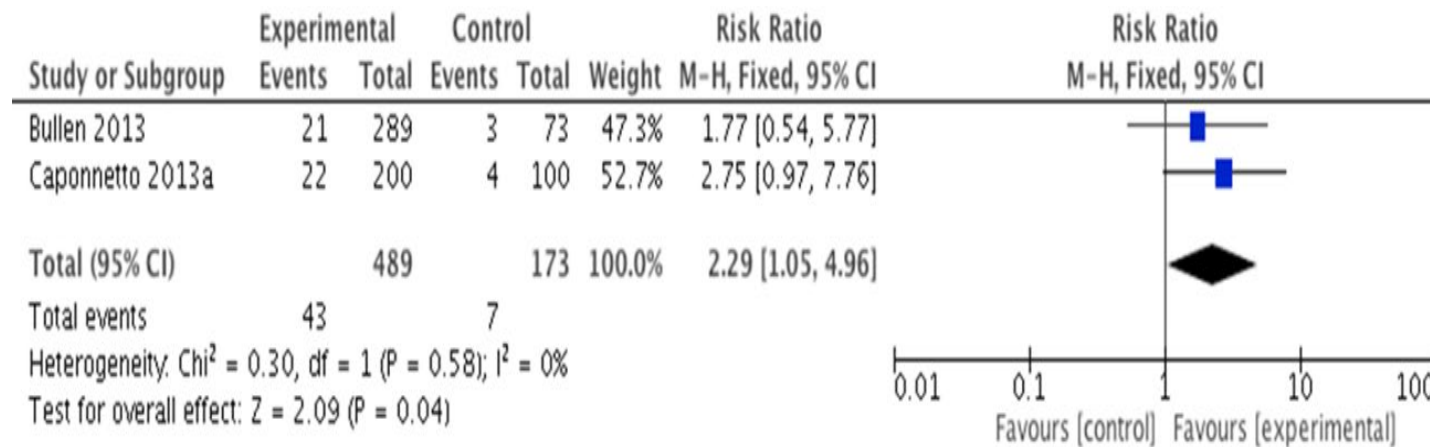 Experimental Control Risk Ratio Risk Ratio
Study or Subgroup Events Total Events Total Weight M-H, Fixed, 95% CI M-H, Fixed, 95% CI
Bullen 2013 21 289 3 73 47.3% 1.77 [0.54, 5.77]
Caponnetto 2013a 22 200 4 100 52.7% 2.75 [0.97, 7.76]
Total (95% CI) 489 173 100.0% 2.29 [1.05, 4.96]
Total events 43 7
Heterogeneity: Chi² = 0.30, df = 1 (P = 0.58); I² = 0%
Test for overall effect: Z = 2.09 (P = 0.04)
0.01 0.1 1 10 100
Favours [control] Favours [experimental]